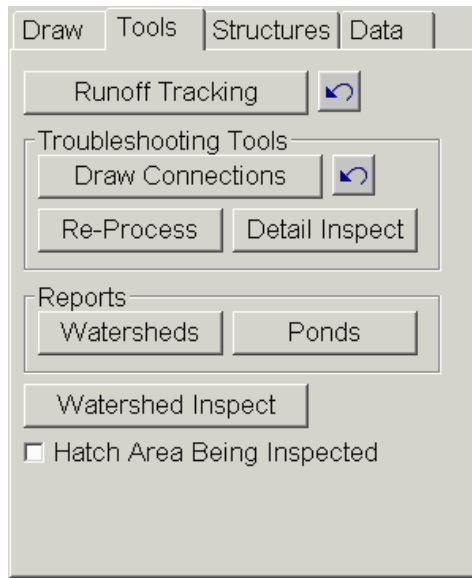 Draw Tools Structures Data
Runoff Tracking
Troubleshooting Tools
Draw Connections
Re-Process Detail Inspect
Reports
Watersheds Ponds
Watershed Inspect
Hatch Area Being Inspected